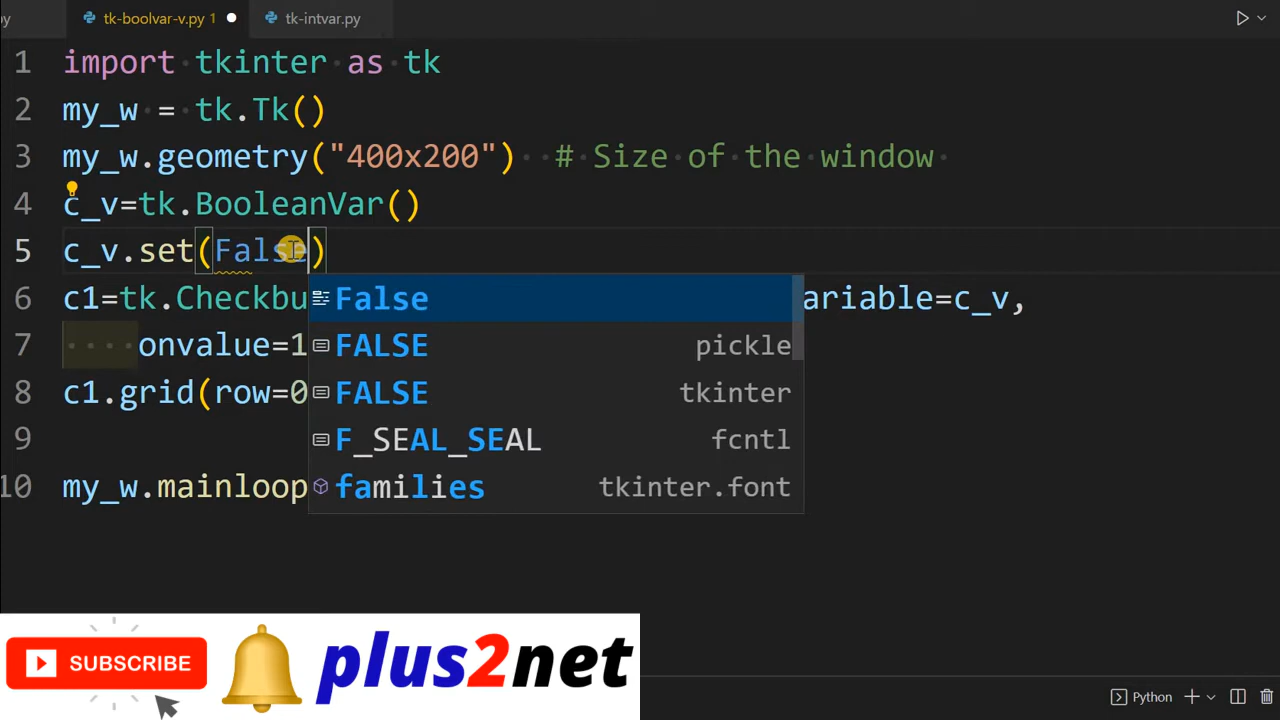 py
tk-boolvar-v.py 1
tk-intvar.py
1 import tkinter as tk
2 my_w = tk.Tk()
3 my_w.geometry("400x200")  # Size of the window
4 c_v=tk.BooleanVar()
5 c_v.set(False)
6 c1=tk.Checkbu
ariable=c_v,
7 onvalue=1
8 c1.grid(row=0
9
10 my_w.mainloop
False
FALSE pickle
FALSE tkinter
F_SEAL_SEAL fcntl
families tkinter.font
SUBSCRIBE
plus2net
Python